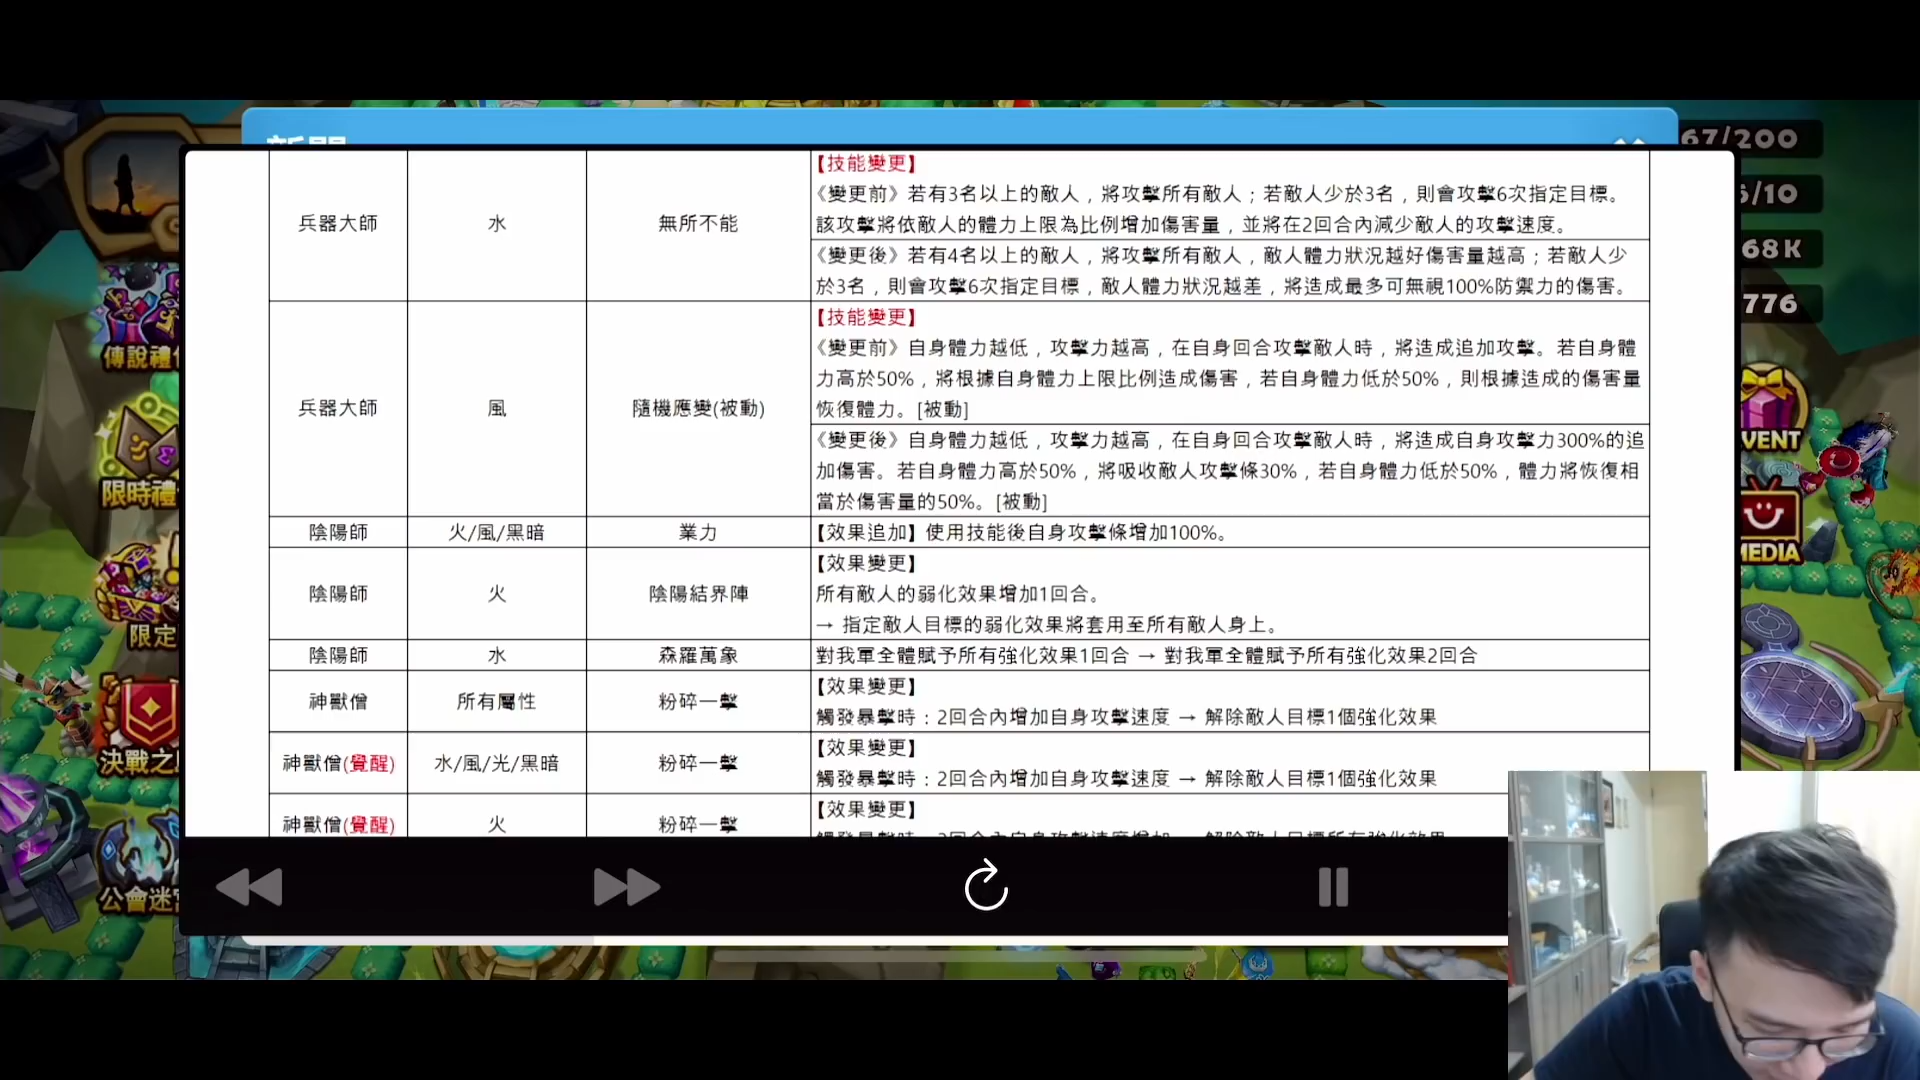 新聞
67/200
/10
68K
776
傳說禮
限時禮
限定
決戰之
公會迷
VENT
MEDIA
【技能變更】
兵器大師 水 無所不能
《變更前》若有3名以上的敵人，將攻擊所有敵人；若敵人少於3名，則會攻擊6次指定目標。
該攻擊將依敵人的體力上限為比例增加傷害量，並將在2回合內減少敵人的攻擊速度。
《變更後》若有4名以上的敵人，將攻擊所有敵人，敵人體力狀況越好傷害量越高；若敵人少
於3名，則會攻擊6次指定目標，敵人體力狀況越差，將造成最多可無視100%防禦力的傷害。
兵器大師 風 隨機應變(被動)
【技能變更】
《變更前》自身體力越低，攻擊力越高，在自身回合攻擊敵人時，將造成追加攻擊。若自身體
力高於50%，將根據自身體力上限比例造成傷害，若自身體力低於50%，則根據造成的傷害量
恢復體力。[被動]
《變更後》自身體力越低，攻擊力越高，在自身回合攻擊敵人時，將造成自身攻擊力300%的追
加傷害。若自身體力高於50%，將吸收敵人攻擊條30%，若自身體力低於50%，體力將恢復相
當於傷害量的50%。[被動]
陰陽師 火/風/黑暗 業力 【效果追加】使用技能後自身攻擊條增加100%。
陰陽師 火 陰陽結界陣
【效果變更】
所有敵人的弱化效果增加1回合。
→ 指定敵人目標的弱化效果將套用至所有敵人身上。
陰陽師 水 森羅萬象 對我軍全體賦予所有強化效果1回合 → 對我軍全體賦予所有強化效果2回合
神獸僧 所有屬性 粉碎一擊
【效果變更】
觸發暴擊時：2回合內增加自身攻擊速度 → 解除敵人目標1個強化效果
神獸僧(覺醒) 水/風/光/黑暗 粉碎一擊
【效果變更】
觸發暴擊時：2回合內增加自身攻擊速度 → 解除敵人目標1個強化效果
神獸僧(覺醒) 火 粉碎一擊
【效果變更】